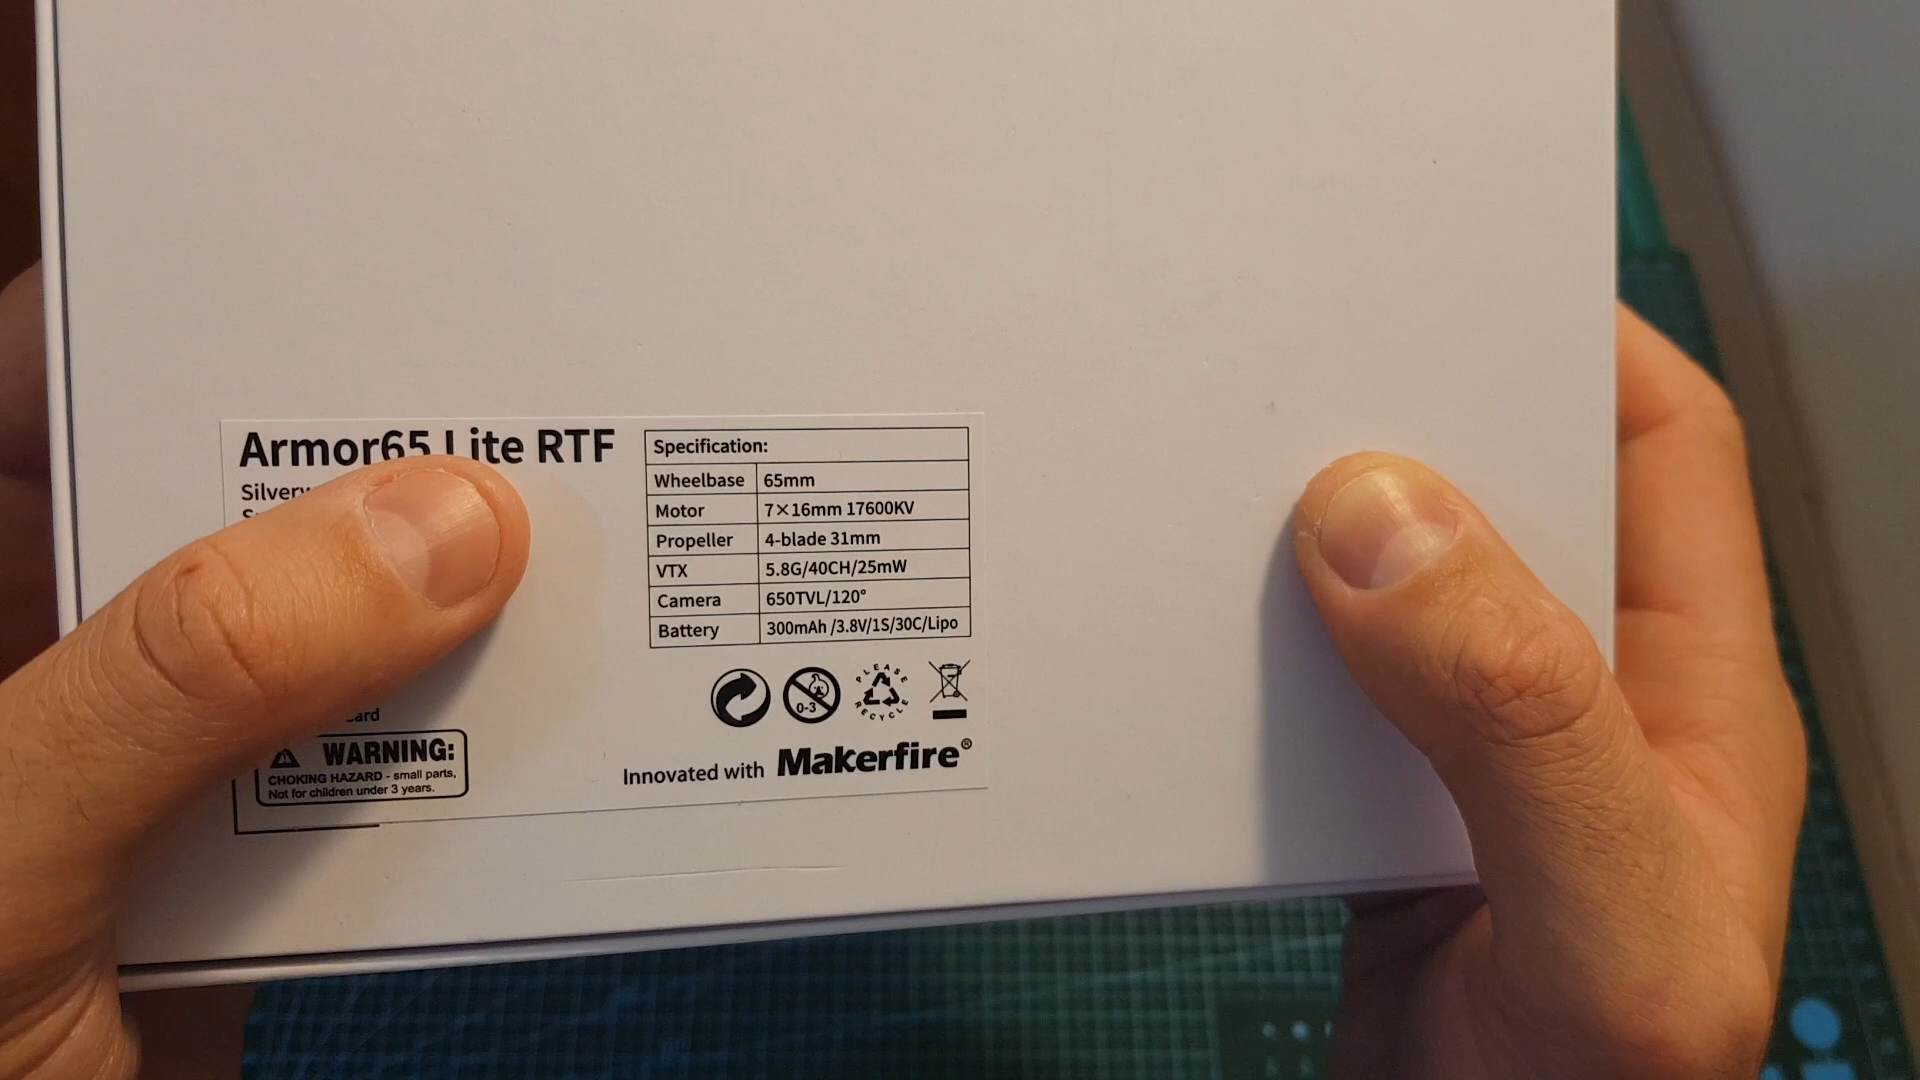 Armor65 Lite RTF
Specification:
Wheelbase 65mm
Motor 7×16mm 17600KV
Propeller 4-blade 31mm
VTX 5.8G/40CH/25mW
Camera 650TVL/120°
Battery 300mAh /3.8V/1S/30C/Lipo
0-3
PLEASE RECYCLE
WARNING:
CHOKING HAZARD - small parts,
Not for children under 3 years.
Innovated with Makerfire®